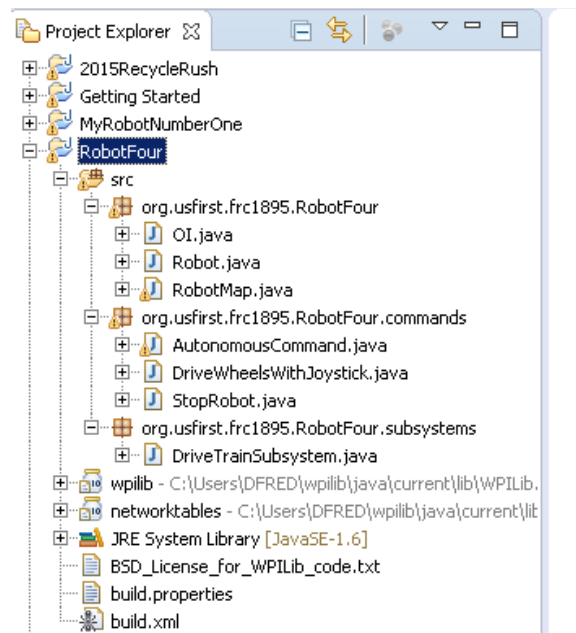 Project Explorer
2015RecycleRush
Getting Started
MyRobotNumberOne
RobotFour
src
org.usfirst.frc1895.RobotFour
OI.java
Robot.java
RobotMap.java
org.usfirst.frc1895.RobotFour.commands
AutonomousCommand.java
DriveWheelsWithJoystick.java
StopRobot.java
org.usfirst.frc1895.RobotFour.subsystems
DriveTrainSubsystem.java
wpilib - C:\Users\DFRED\wpilib\java\current\lib\WPILib.
networktables - C:\Users\DFRED\wpilib\java\current\lib
JRE System Library [JavaSE-1.6]
BSD_License_for_WPILib_code.txt
build.properties
build.xml